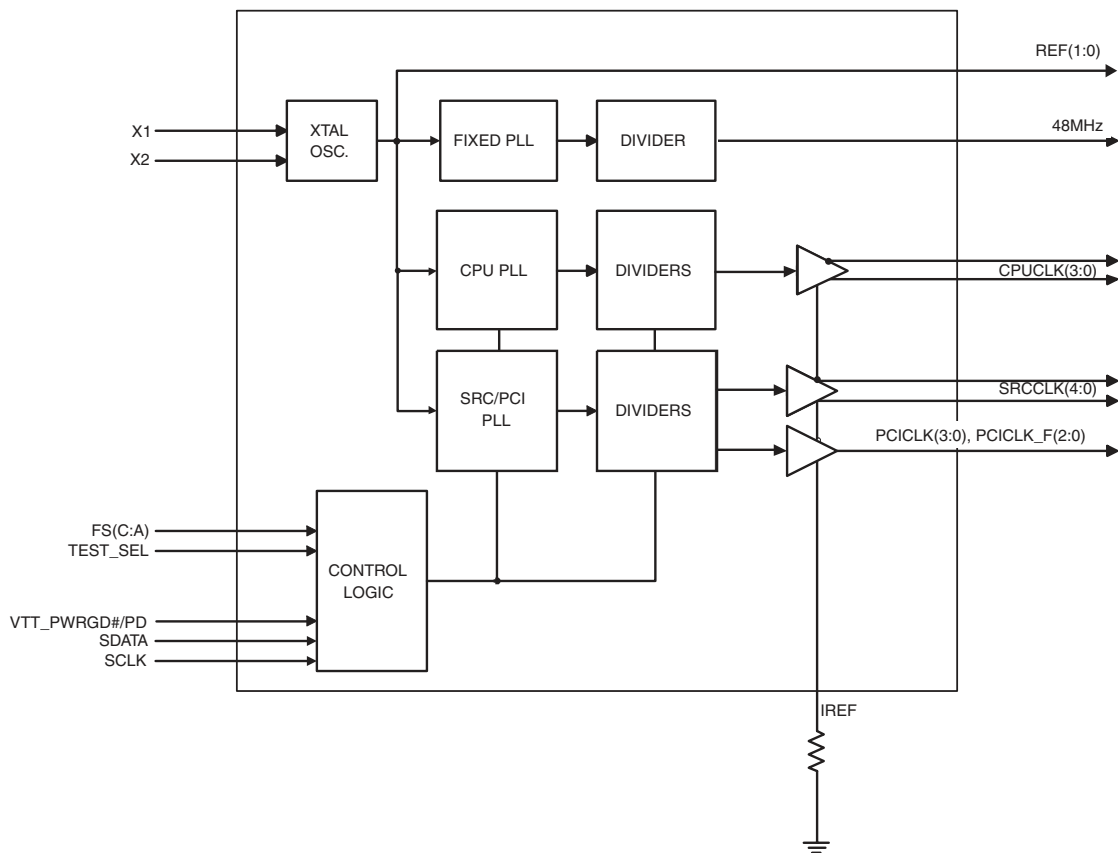 REF(1:0)
X1
X2
XTAL
OSC.
FIXED PLL
DIVIDER
48MHz
CPU PLL
DIVIDERS
CPUCLK(3:0)
SRC/PCI
PLL
DIVIDERS
SRCCLK(4:0)
PCICLK(3:0), PCICLK_F(2:0)
FS(C:A)
TEST_SEL
CONTROL
LOGIC
VTT_PWRGD#/PD
SDATA
SCLK
IREF